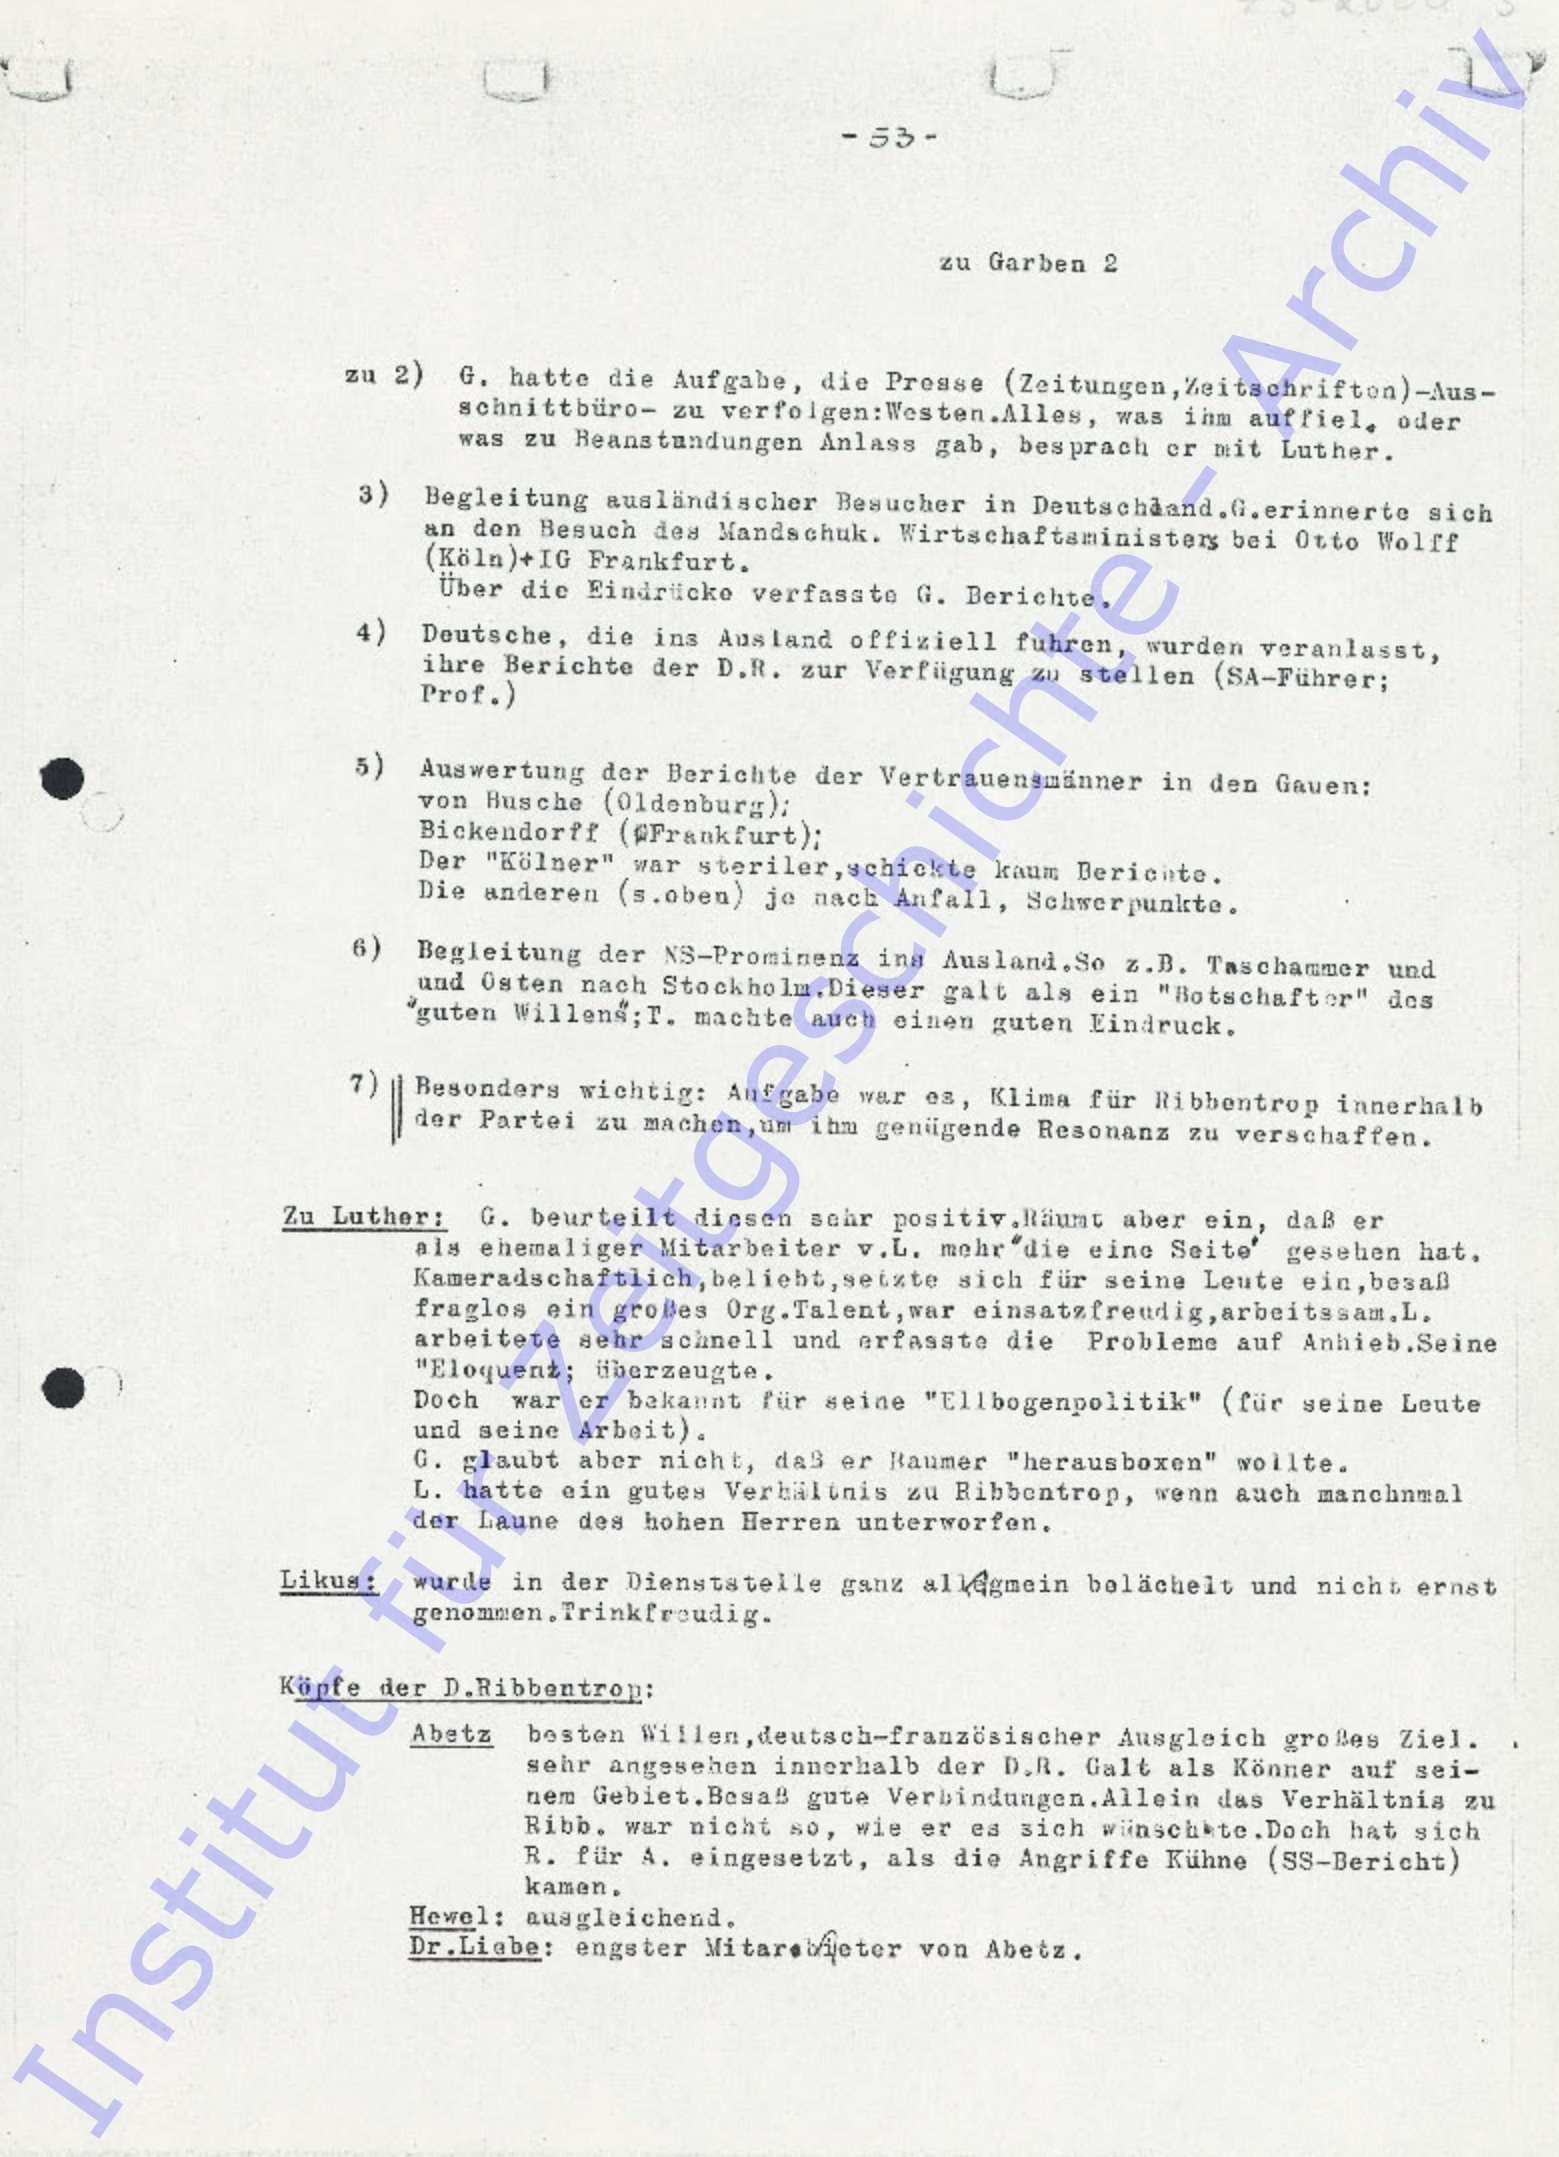 - 53 -
zu Garben 2
zu 2) G. hatte die Aufgabe, die Presse (Zeitungen,Zeitschriften)-Aus-
schnittbüro- zu verfolgen:Westen.Alles, was ihm auffiel, oder
was zu Beanstandungen Anlass gab, besprach er mit Luther.
3) Begleitung ausländischer Besucher in Deutschland.G.erinnerte sich
an den Besuch des Mandschuk. Wirtschaftsministers bei Otto Wolff
(Köln)+IG Frankfurt.
Über die Eindrücke verfasste G. Berichte.
4) Deutsche, die ins Ausland offiziell fuhren, wurden veranlasst,
ihre Berichte der D.R. zur Verfügung zu stellen (SA-Führer;
Prof.)
5) Auswertung der Berichte der Vertrauensmänner in den Gauen:
von Busche (Oldenburg);
Bickendorff (Frankfurt);
Der "Kölner" war steriler,schickte kaum Berichte.
Die anderen (s.oben) je nach Anfall, Schwerpunkte.
6) Begleitung der NS-Prominenz ins Ausland.So z.B. Tschammer und
und Osten nach Stockholm.Dieser galt als ein "Botschafter" des
"guten Willens";T. machte auch einen guten Eindruck.
7) Besonders wichtig: Aufgabe war es, Klima für Ribbentrop innerhalb
der Partei zu machen,um ihm genügende Resonanz zu verschaffen.
Zu Luther: G. beurteilt diesen sehr positiv.Räumt aber ein, daß er
als ehemaliger Mitarbeiter v.L. mehr "die eine Seite" gesehen hat.
Kameradschaftlich,beliebt,setzte sich für seine Leute ein,besaß
fraglos ein großes Org.Talent,war einsatzfreudig,arbeitssam.L.
arbeitete sehr schnell und erfasste die Probleme auf Anhieb.Seine
"Eloquenz; überzeugte.
Doch war er bekannt für seine "Ellbogenpolitik" (für seine Leute
und seine Arbeit).
G. glaubt aber nicht, daß er Raumer "herausboxen" wollte.
L. hatte ein gutes Verhältnis zu Ribbentrop, wenn auch manchnmal
der Laune des hohen Herren unterworfen.
Likus: wurde in der Dienststelle ganz allegmein belächelt und nicht ernst
genommen.Trinkfreudig.
Köpfe der D.Ribbentrop:
Abetz besten Willen,deutsch-französischer Ausgleich großes Ziel.
sehr angesehen innerhalb der D.R. Galt als Könner auf sei-
nem Gebiet.Besaß gute Verbindungen.Allein das Verhältnis zu
Ribb. war nicht so, wie er es sich wünschte.Doch hat sich
R. für A. eingesetzt, als die Angriffe Kühne (SS-Bericht)
kamen.
Hewel: ausgleichend.
Dr.Liebe: engster Mitarbieter von Abetz.
Institut für Zeitgeschichte - Archiv